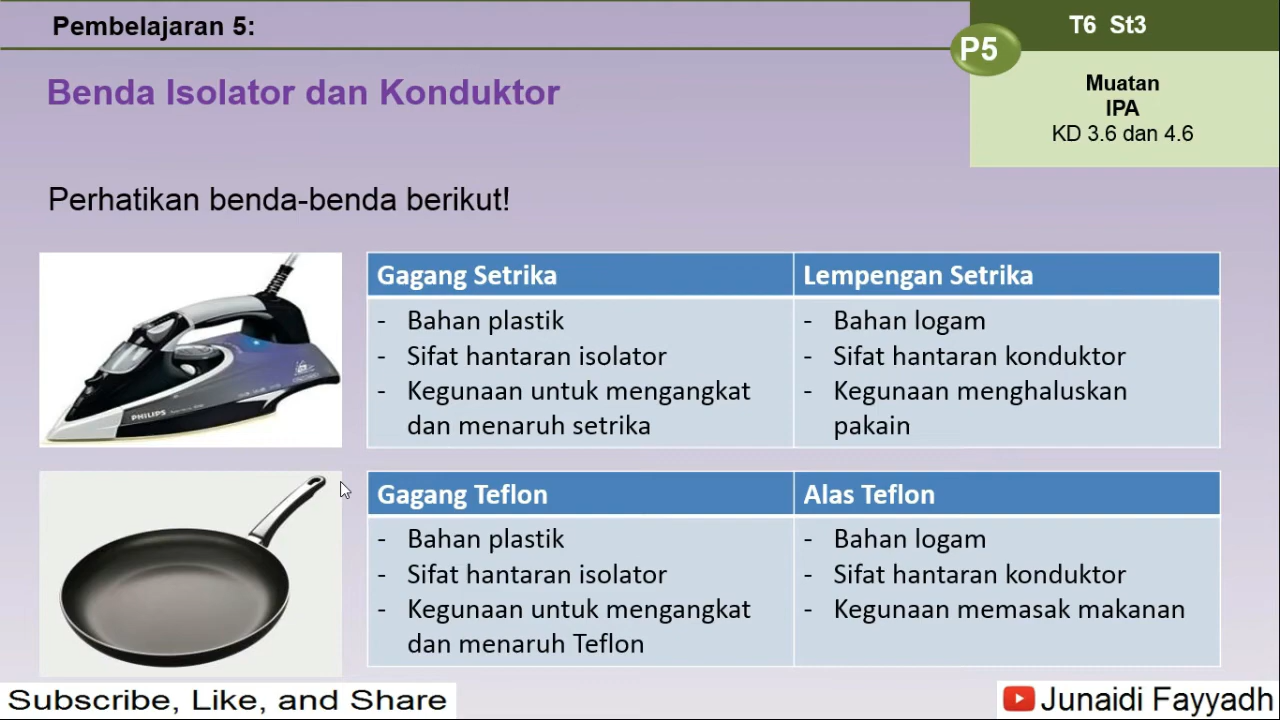 Pembelajaran 5:
T6 St3
P5
Muatan
IPA
KD 3.6 dan 4.6
Benda Isolator dan Konduktor
Perhatikan benda-benda berikut!
PHILIPS
Gagang Setrika
- Bahan plastik
- Sifat hantaran isolator
- Kegunaan untuk mengangkat
dan menaruh setrika
Lempengan Setrika
- Bahan logam
- Sifat hantaran konduktor
- Kegunaan menghaluskan
pakain
Gagang Teflon
- Bahan plastik
- Sifat hantaran isolator
- Kegunaan untuk mengangkat
dan menaruh Teflon
Alas Teflon
- Bahan logam
- Sifat hantaran konduktor
- Kegunaan memasak makanan
Subscribe, Like, and Share
Junaidi Fayyadh